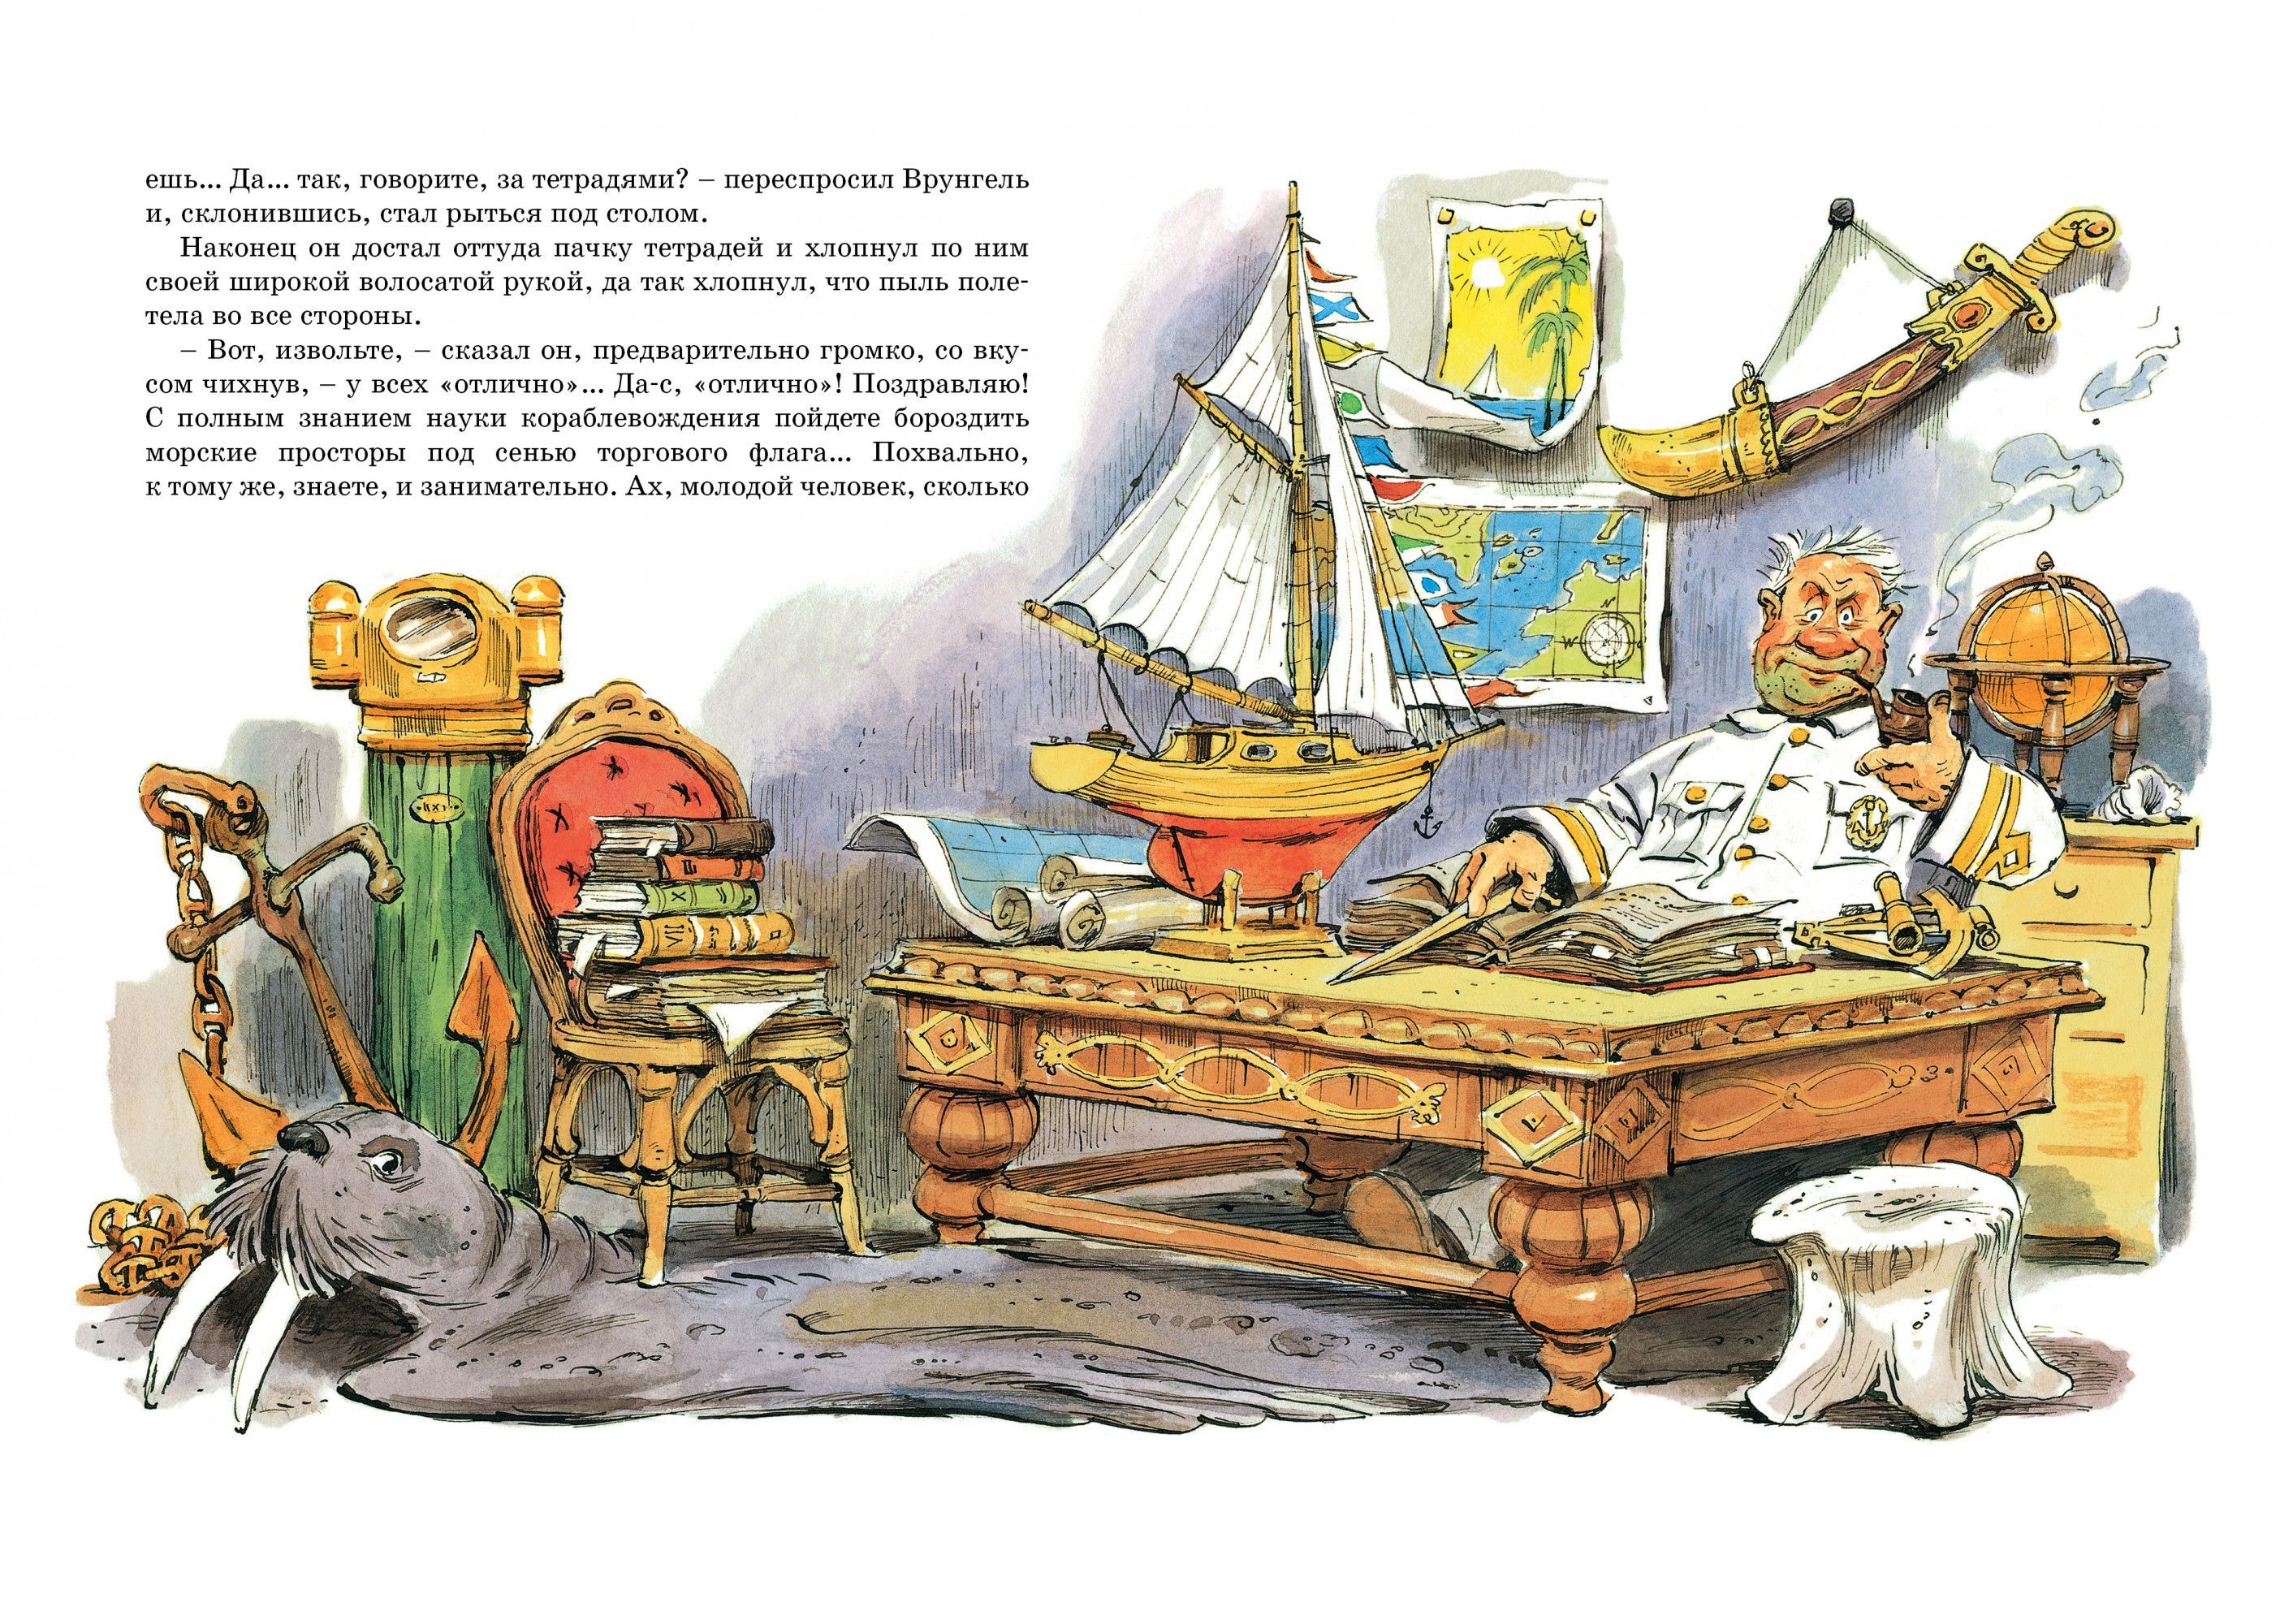 ешь... Да... так, говорите, за тетрадями? – переспросил Врунгель
и, склонившись, стал рыться под столом.
Наконец он достал оттуда пачку тетрадей и хлопнул по ним
своей широкой волосатой рукой, да так хлопнул, что пыль поле-
тела во все стороны.
– Вот, извольте, – сказал он, предварительно громко, со вку-
сом чихнув, – у всех «отлично»... Да-с, «отлично»! Поздравляю!
С полным знанием науки кораблевождения пойдете бороздить
морские просторы под сенью торгового флага... Похвально,
к тому же, знаете, и занимательно. Ах, молодой человек, сколько
N
W
X
VII